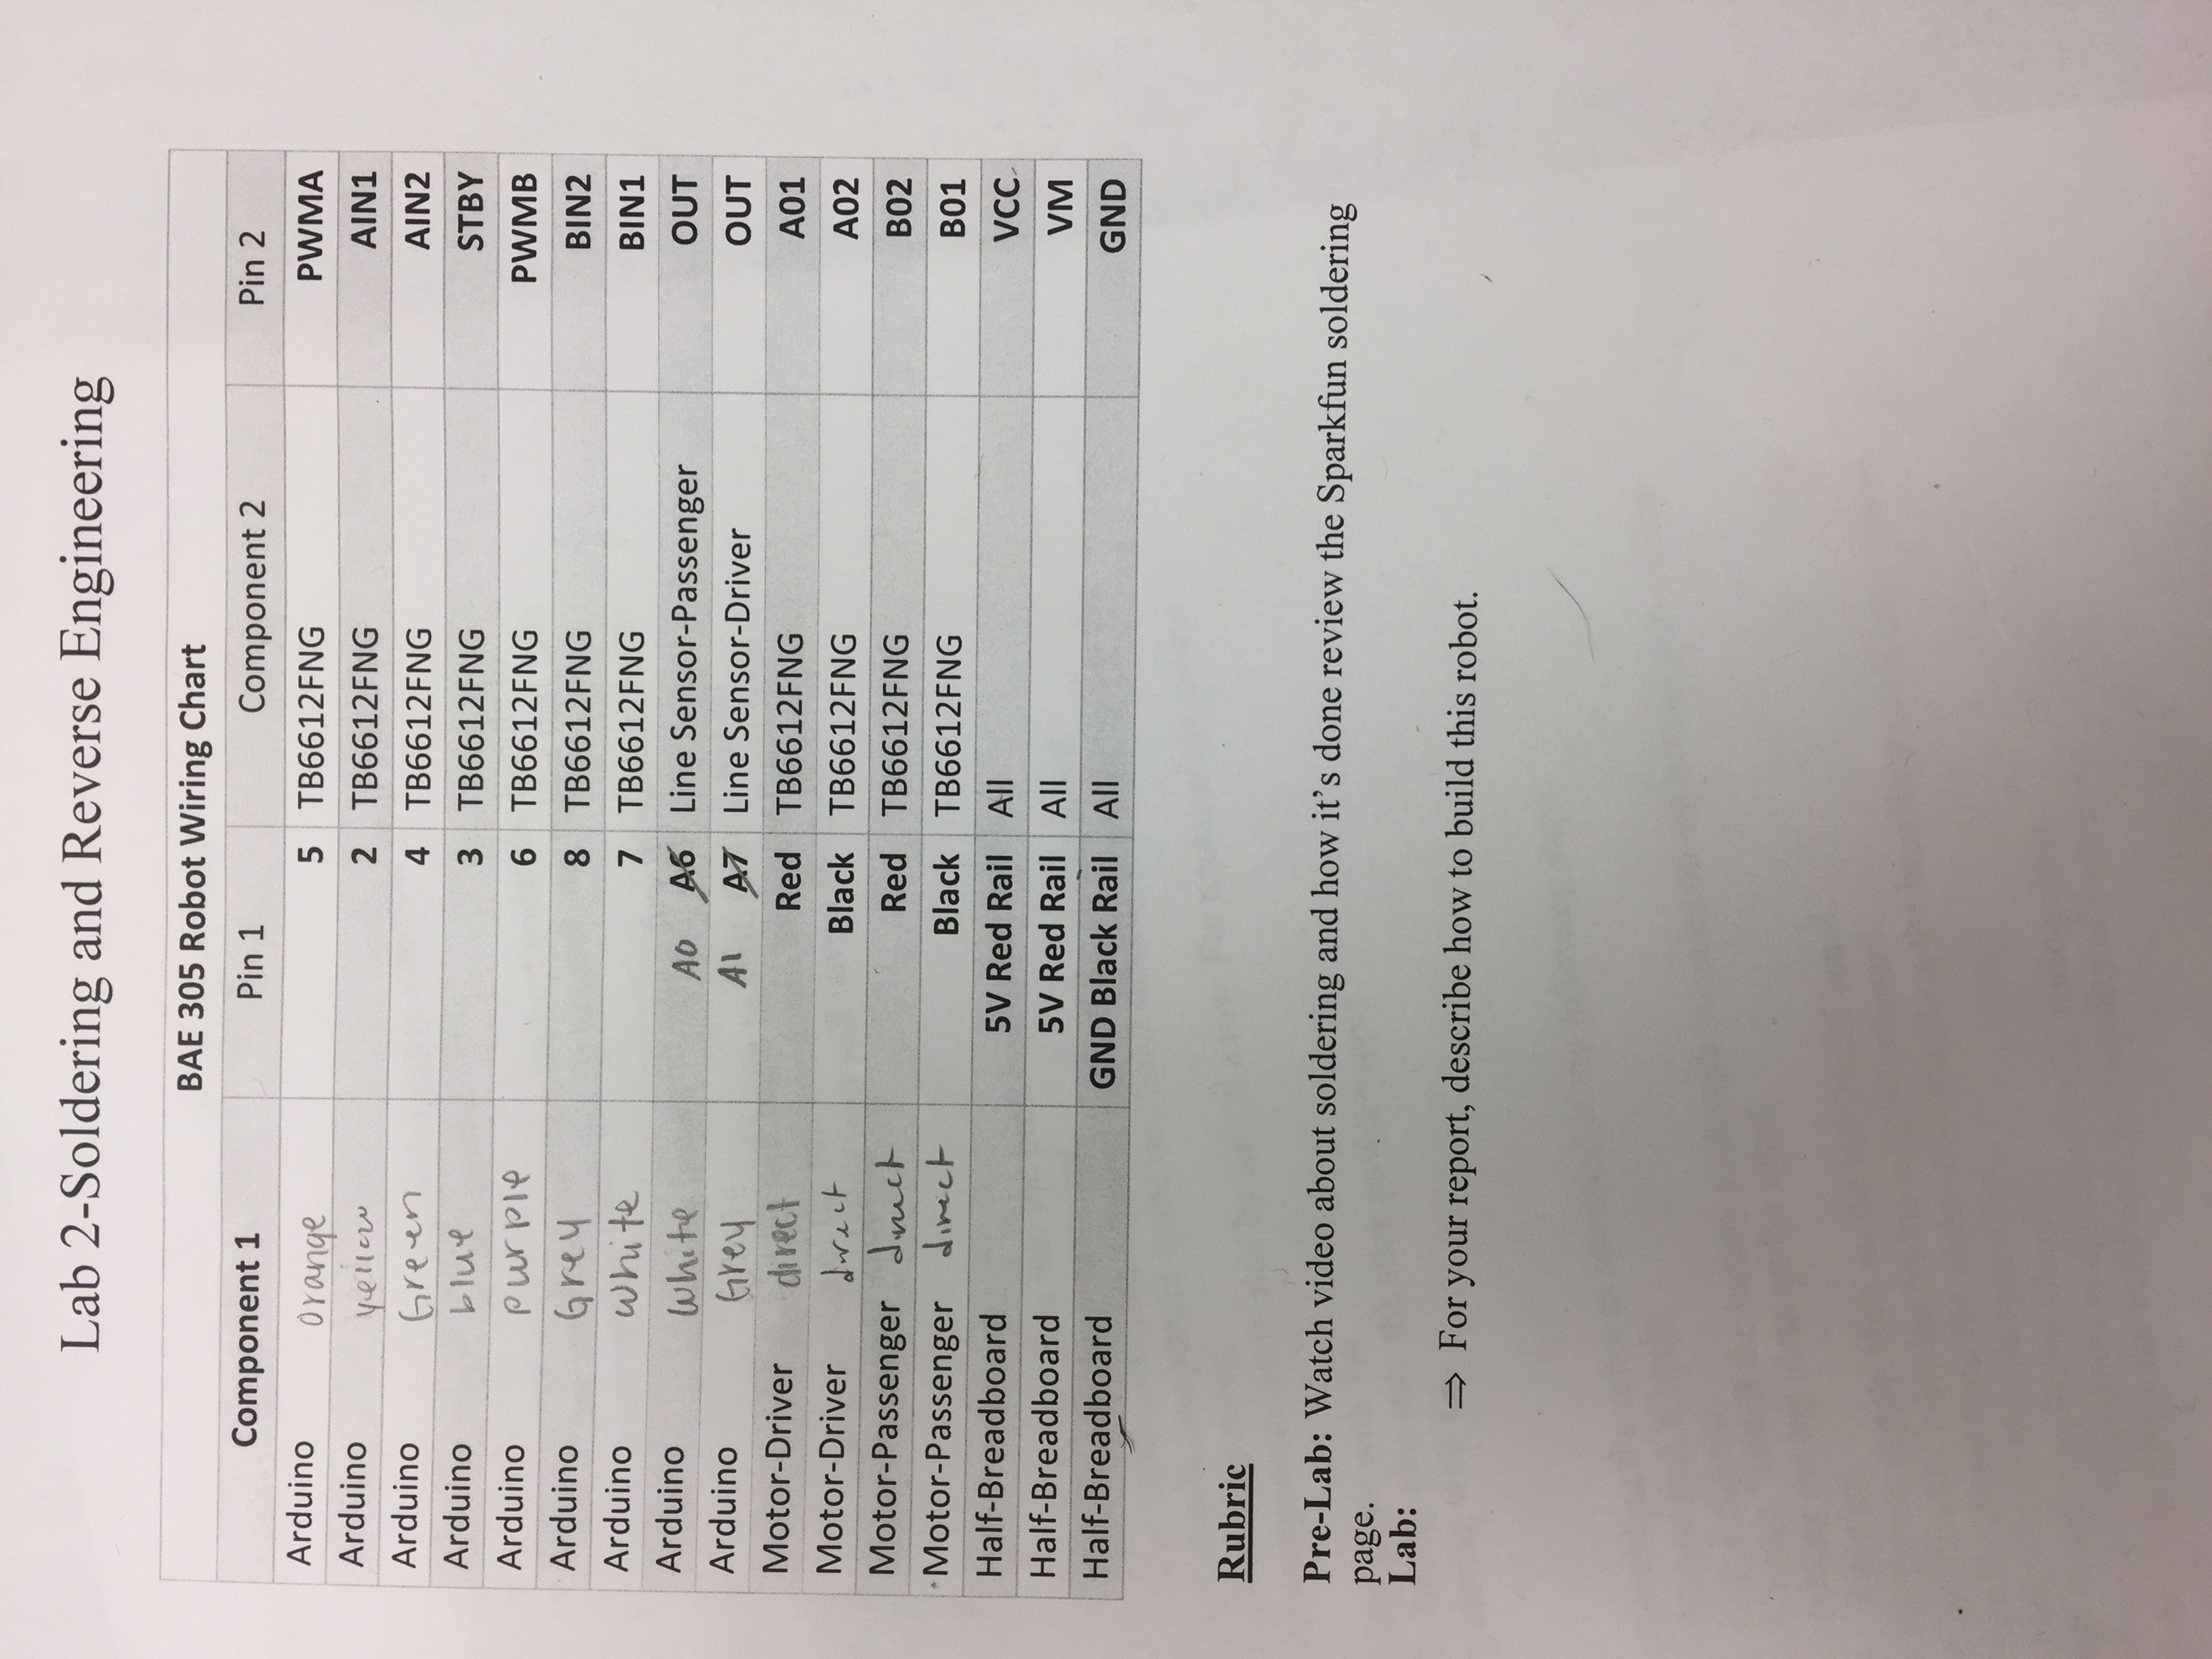 Lab 2-Soldering and Reverse Engineering
BAE 305 Robot Wiring Chart
Component 1 Pin 1 Component 2 Pin 2
Arduino orange 5 TB6612FNG PWMA
Arduino yellow 2 TB6612FNG AIN1
Arduino Green 4 TB6612FNG AIN2
Arduino blue 3 TB6612FNG STBY
Arduino purple 6 TB6612FNG PWMB
Arduino Grey 8 TB6612FNG BIN2
Arduino white 7 TB6612FNG BIN1
Arduino white A0 A6 Line Sensor-Passenger OUT
Arduino Grey A1 A7 Line Sensor-Driver OUT
Motor-Driver direct Red TB6612FNG A01
Motor-Driver direct Black TB6612FNG A02
Motor-Passenger direct Red TB6612FNG B02
Motor-Passenger direct Black TB6612FNG B01
Half-Breadboard 5V Red Rail All VCC
Half-Breadboard 5V Red Rail All VM
Half-Breadboard GND Black Rail All GND
Rubric
Pre-Lab: Watch video about soldering and how it's done review the Sparkfun soldering
page.
Lab:
⇒ For your report, describe how to build this robot.